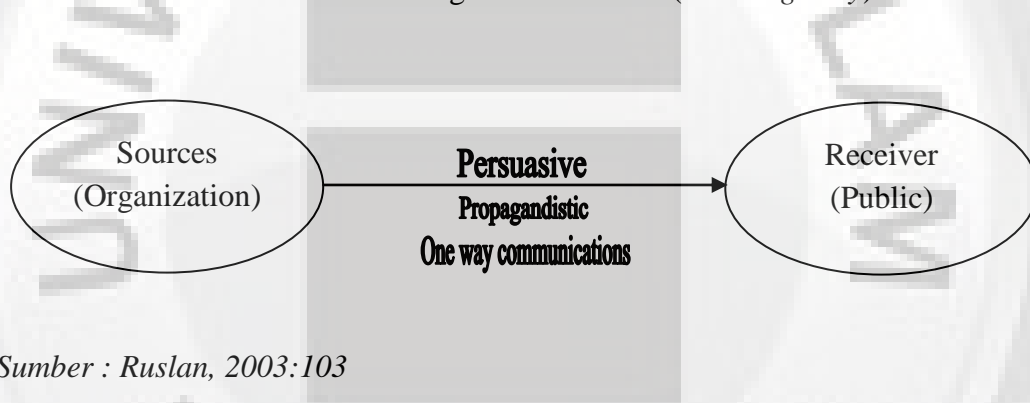 Sources
(Organization)
Persuasive
Propagandistic
One way communications
Receiver
(Public)
Sumber : Ruslan, 2003:103